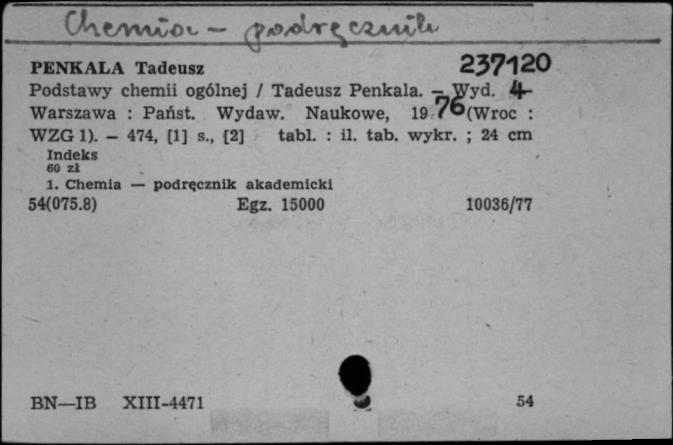 Chemia - podręcznik
PENKALA Tadeusz 237120
Podstawy chemii ogólnej / Tadeusz Penkala. — Wyd. 4-
Warszawa : Państ. Wydaw. Naukowe, 1976 (Wroc :
WZG 1). — 474, [1] s., [2] tabl. : il. tab. wykr. ; 24 cm
Indeks
60 zł
1. Chemia — podręcznik akademicki
54(075.8) Egz. 15000 10036/77
BN—IB XIII-4471 54